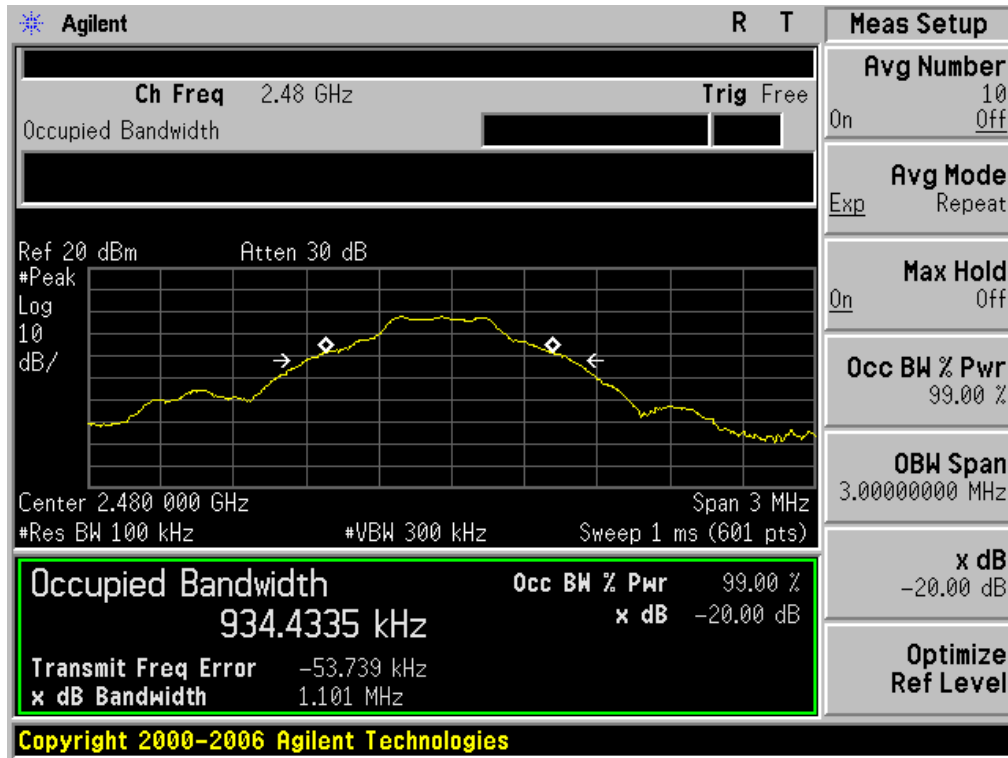 Agilent R T
Ch Freq 2.48 GHz Trig Free
Occupied Bandwidth
Ref 20 dBm Atten 30 dB
#Peak
Log
10
dB/
Center 2.480 000 GHz Span 3 MHz
#Res BW 100 kHz #VBW 300 kHz Sweep 1 ms (601 pts)
Occupied Bandwidth Occ BW % Pwr 99.00 %
934.4335 kHz x dB -20.00 dB
Transmit Freq Error -53.739 kHz
x dB Bandwidth 1.101 MHz
Copyright 2000-2006 Agilent Technologies
Meas Setup
Avg Number
10
On Off
Avg Mode
Exp Repeat
Max Hold
On Off
Occ BW % Pwr
99.00 %
OBW Span
3.00000000 MHz
x dB
-20.00 dB
Optimize
Ref Level